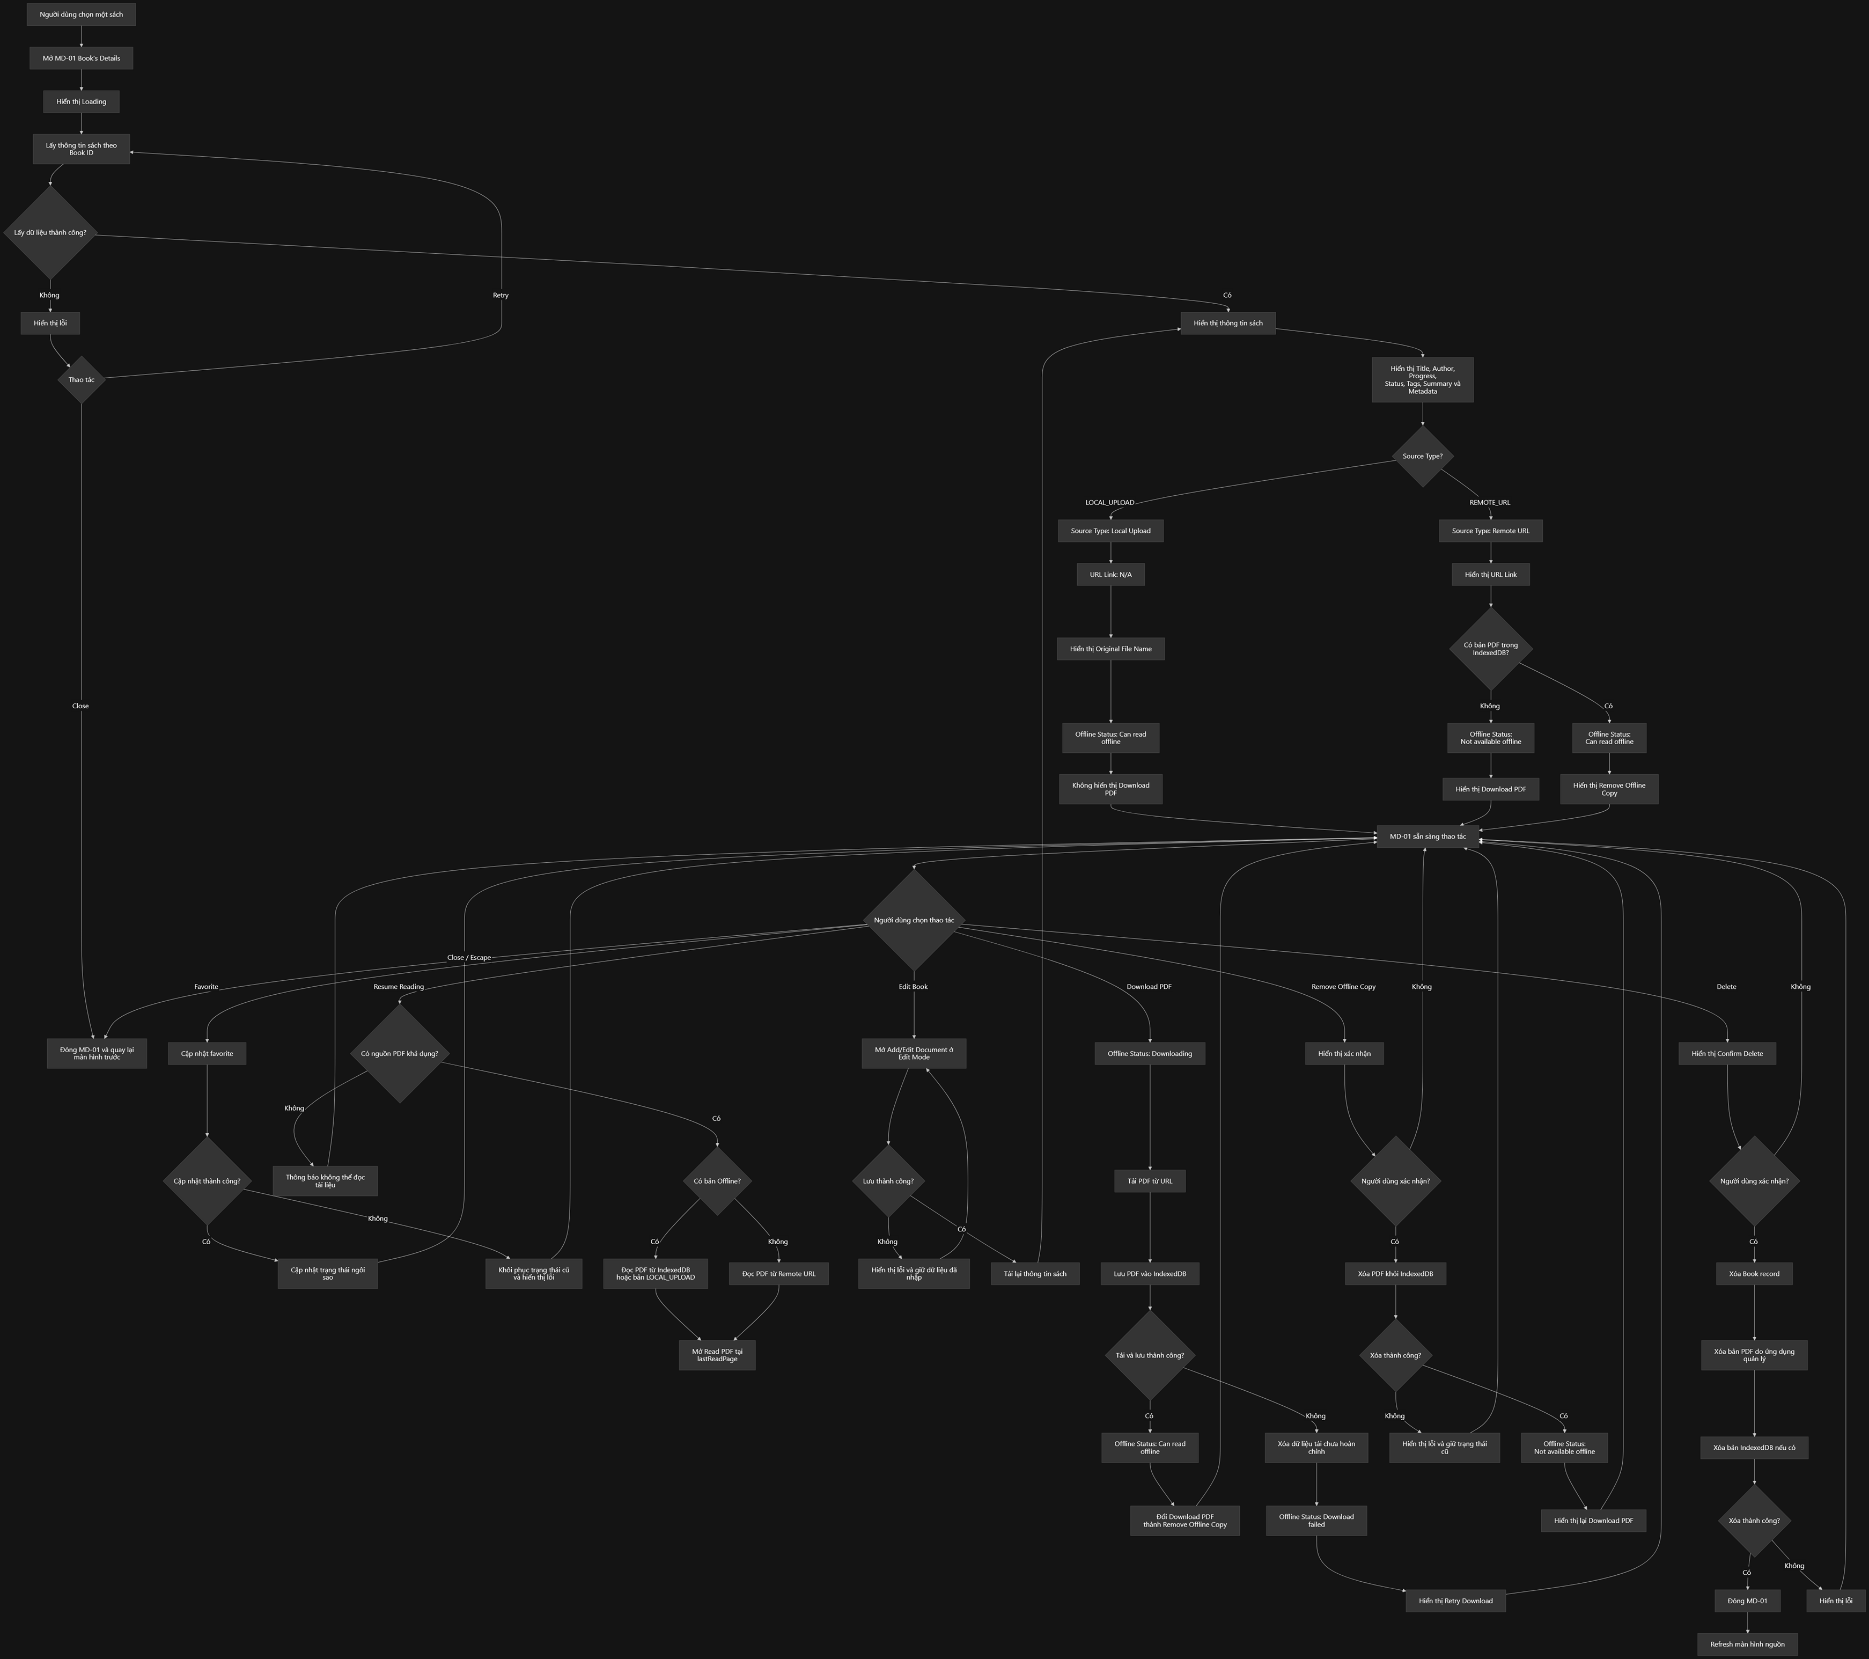 Người dùng chọn một sách
Mở MD-01 Book's Details
Hiển thị Loading
Lấy thông tin sách theo
Book ID
Lấy dữ liệu thành công?
Không
Retry
Có
Hiển thị lỗi
Hiển thị thông tin sách
Thao tác
Hiển thị Title, Author,
Progress,
Status, Tags, Summary và
Metadata
Source Type?
LOCAL_UPLOAD
REMOTE_URL
Source Type: Local Upload
Source Type: Remote URL
URL Link: N/A
Hiển thị URL Link
Hiển thị Original File Name
Có bản PDF trong
IndexedDB?
Close
Không
Có
Offline Status: Can read
offline
Offline Status:
Not available offline
Offline Status:
Can read offline
Không hiển thị Download
PDF
Hiển thị Download PDF
Hiển thị Remove Offline
Copy
MD-01 sẵn sàng thao tác
Người dùng chọn thao tác
Close / Escape
Favorite
Resume Reading
Edit Book
Download PDF
Remove Offline Copy
Không
Delete
Không
Đóng MD-01 và quay lại
màn hình trước
Cập nhật favorite
Có nguồn PDF khả dụng?
Mở Add/Edit Document ở
Edit Mode
Offline Status: Downloading
Hiển thị xác nhận
Hiển thị Confirm Delete
Không
Có
Cập nhật thành công?
Thông báo không thể đọc
tài liệu
Có bản Offline?
Lưu thành công?
Tải PDF từ URL
Người dùng xác nhận?
Người dùng xác nhận?
Không
Có
Có
Có
Không
Không
Có
Có
Cập nhật trạng thái ngôi
sao
Khôi phục trạng thái cũ
và hiển thị lỗi
Đọc PDF từ IndexedDB
hoặc bản LOCAL_UPLOAD
Đọc PDF từ Remote URL
Hiển thị lỗi và giữ dữ liệu đã
nhập
Tải lại thông tin sách
Lưu PDF vào IndexedDB
Xóa PDF khỏi IndexedDB
Xóa Book record
Mở Read PDF tại
lastReadPage
Tải và lưu thành công?
Xóa thành công?
Xóa bản PDF do ứng dụng
quản lý
Có
Không
Không
Có
Offline Status: Can read
offline
Xóa dữ liệu tải chưa hoàn
chỉnh
Hiển thị lỗi và giữ trạng thái
cũ
Offline Status:
Not available offline
Xóa bản IndexedDB nếu có
Đổi Download PDF
thành Remove Offline Copy
Offline Status: Download
failed
Hiển thị lại Download PDF
Xóa thành công?
Không
Có
Hiển thị Retry Download
Đóng MD-01
Hiển thị lỗi
Refresh màn hình nguồn